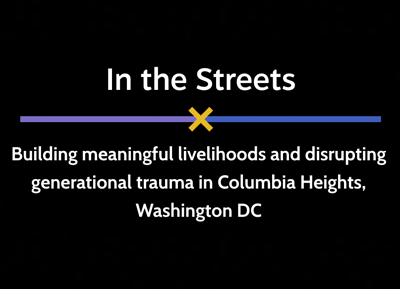 In the Streets
Building meaningful livelihoods and disrupting
generational trauma in Columbia Heights,
Washington DC